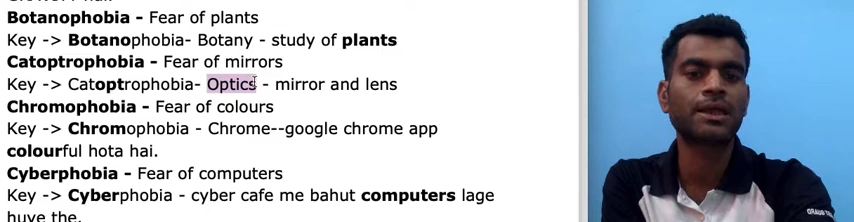 Botanophobia - Fear of plants
Key -> Botanophobia- Botany - study of plants
Catoptrophobia - Fear of mirrors
Key -> Catoptrophobia- Optics - mirror and lens
Chromophobia - Fear of colours
Key -> Chromophobia - Chrome--google chrome app
colourful hota hai.
Cyberphobia - Fear of computers
Key -> Cyberphobia - cyber cafe me bahut computers lage
huye the.